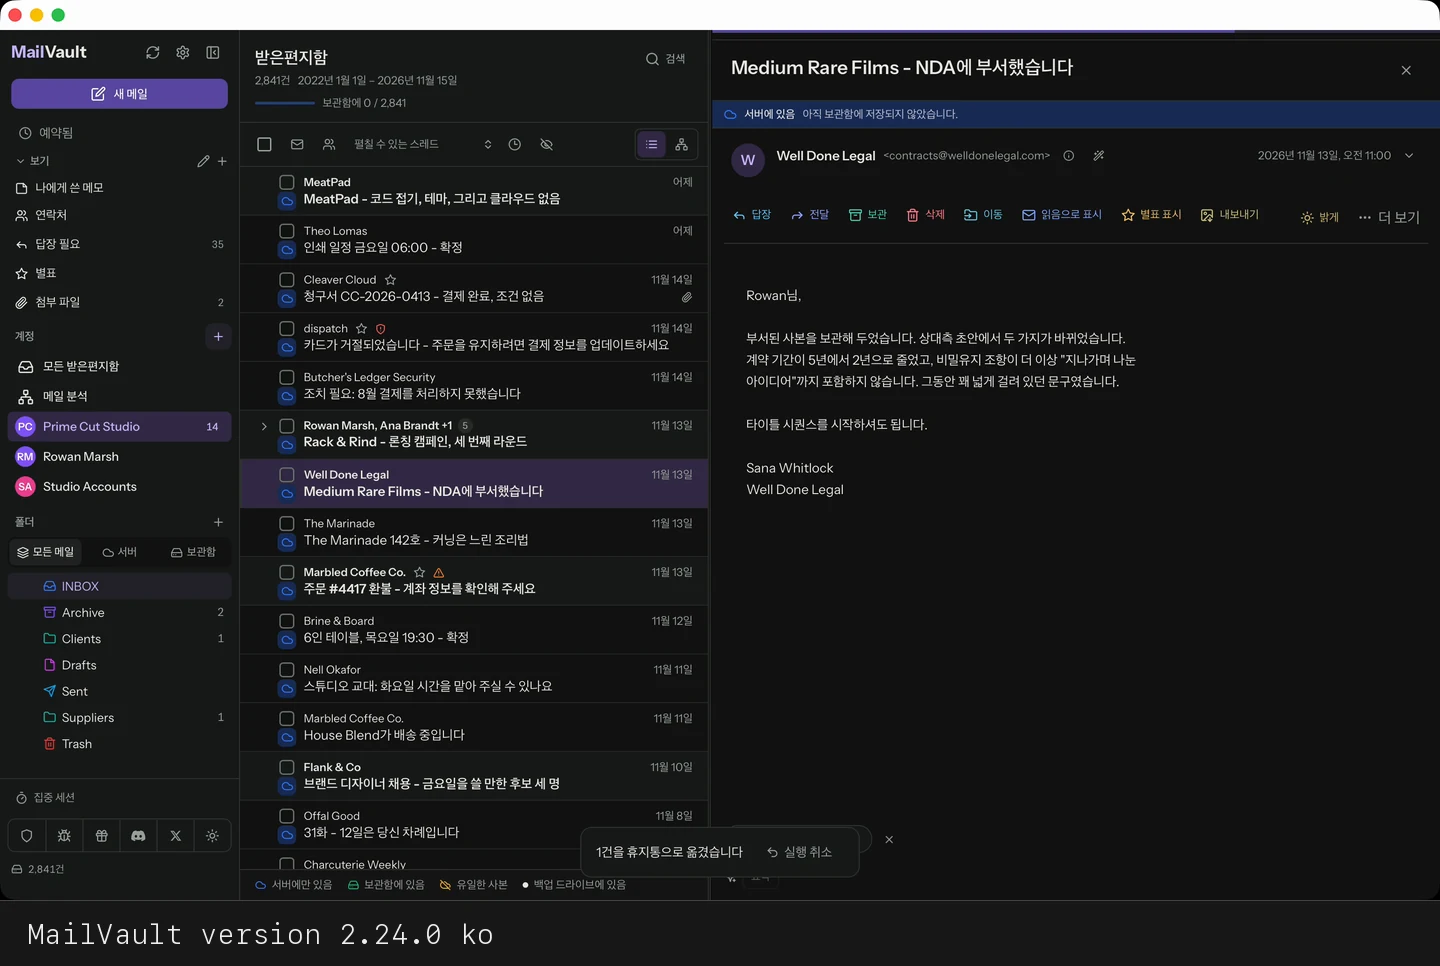 MailVault
새 메일
예약됨
보기
나에게 쓴 메모
연락처
답장 필요 35
별표
첨부 파일 2
계정
모든 받은편지함
메일 분석
PC Prime Cut Studio 14
RM Rowan Marsh
SA Studio Accounts
폴더
모든 메일 서버 보관함
INBOX
Archive 2
Clients 1
Drafts
Sent
Suppliers 1
Trash
집중 세션
2,841건
받은편지함
검색
2,841건 2022년 1월 1일 – 2026년 11월 15일
보관함에 0 / 2,841
펼칠 수 있는 스레드
MeatPad 어제
MeatPad – 코드 접기, 테마, 그리고 클라우드 없음
Theo Lomas 어제
인쇄 일정 금요일 06:00 – 확정
Cleaver Cloud 11월 14일
청구서 CC-2026-0413 – 결제 완료, 조건 없음
dispatch 11월 14일
카드가 거절되었습니다 – 주문을 유지하려면 결제 정보를 업데이트하세요
Butcher's Ledger Security 11월 14일
조치 필요: 8월 결제를 처리하지 못했습니다
Rowan Marsh, Ana Brandt +1 5 11월 13일
Rack & Rind – 론칭 캠페인, 세 번째 라운드
Well Done Legal 11월 13일
Medium Rare Films – NDA에 부서했습니다
The Marinade 11월 13일
The Marinade 142호 – 커닝은 느린 조리법
Marbled Coffee Co. 11월 13일
주문 #4417 환불 – 계좌 정보를 확인해 주세요
Brine & Board 11월 12일
6인 테이블, 목요일 19:30 – 확정
Nell Okafor 11월 11일
스튜디오 교대: 화요일 시간을 맡아 주실 수 있나요
Marbled Coffee Co. 11월 11일
House Blend가 배송 중입니다
Flank & Co 11월 10일
브랜드 디자이너 채용 – 금요일을 쓸 만한 후보 세 명
Offal Good 11월 8일
31화 – 12일은 당신 차례입니다
Charcuterie Weekly
서버에만 있음 보관함에 있음 유일한 사본 백업 드라이브에 있음
Medium Rare Films – NDA에 부서했습니다
서버에 있음 아직 보관함에 저장되지 않았습니다.
W Well Done Legal <contracts@welldonelegal.com> 2026년 11월 13일, 오전 11:00
답장 전달 보관 삭제 이동 읽음으로 표시 별표 표시 내보내기 밝게 더 보기
Rowan님,
부서된 사본을 보관해 두었습니다. 상대측 초안에서 두 가지가 바뀌었습니다.
계약 기간이 5년에서 2년으로 줄었고, 비밀유지 조항이 더 이상 "지나가며 나눈
아이디어"까지 포함하지 않습니다. 그동안 꽤 넓게 걸려 있던 문구였습니다.
타이틀 시퀀스를 시작하셔도 됩니다.
Sana Whitlock
Well Done Legal
1건을 휴지통으로 옮겼습니다 실행 취소
MailVault version 2.24.0 ko